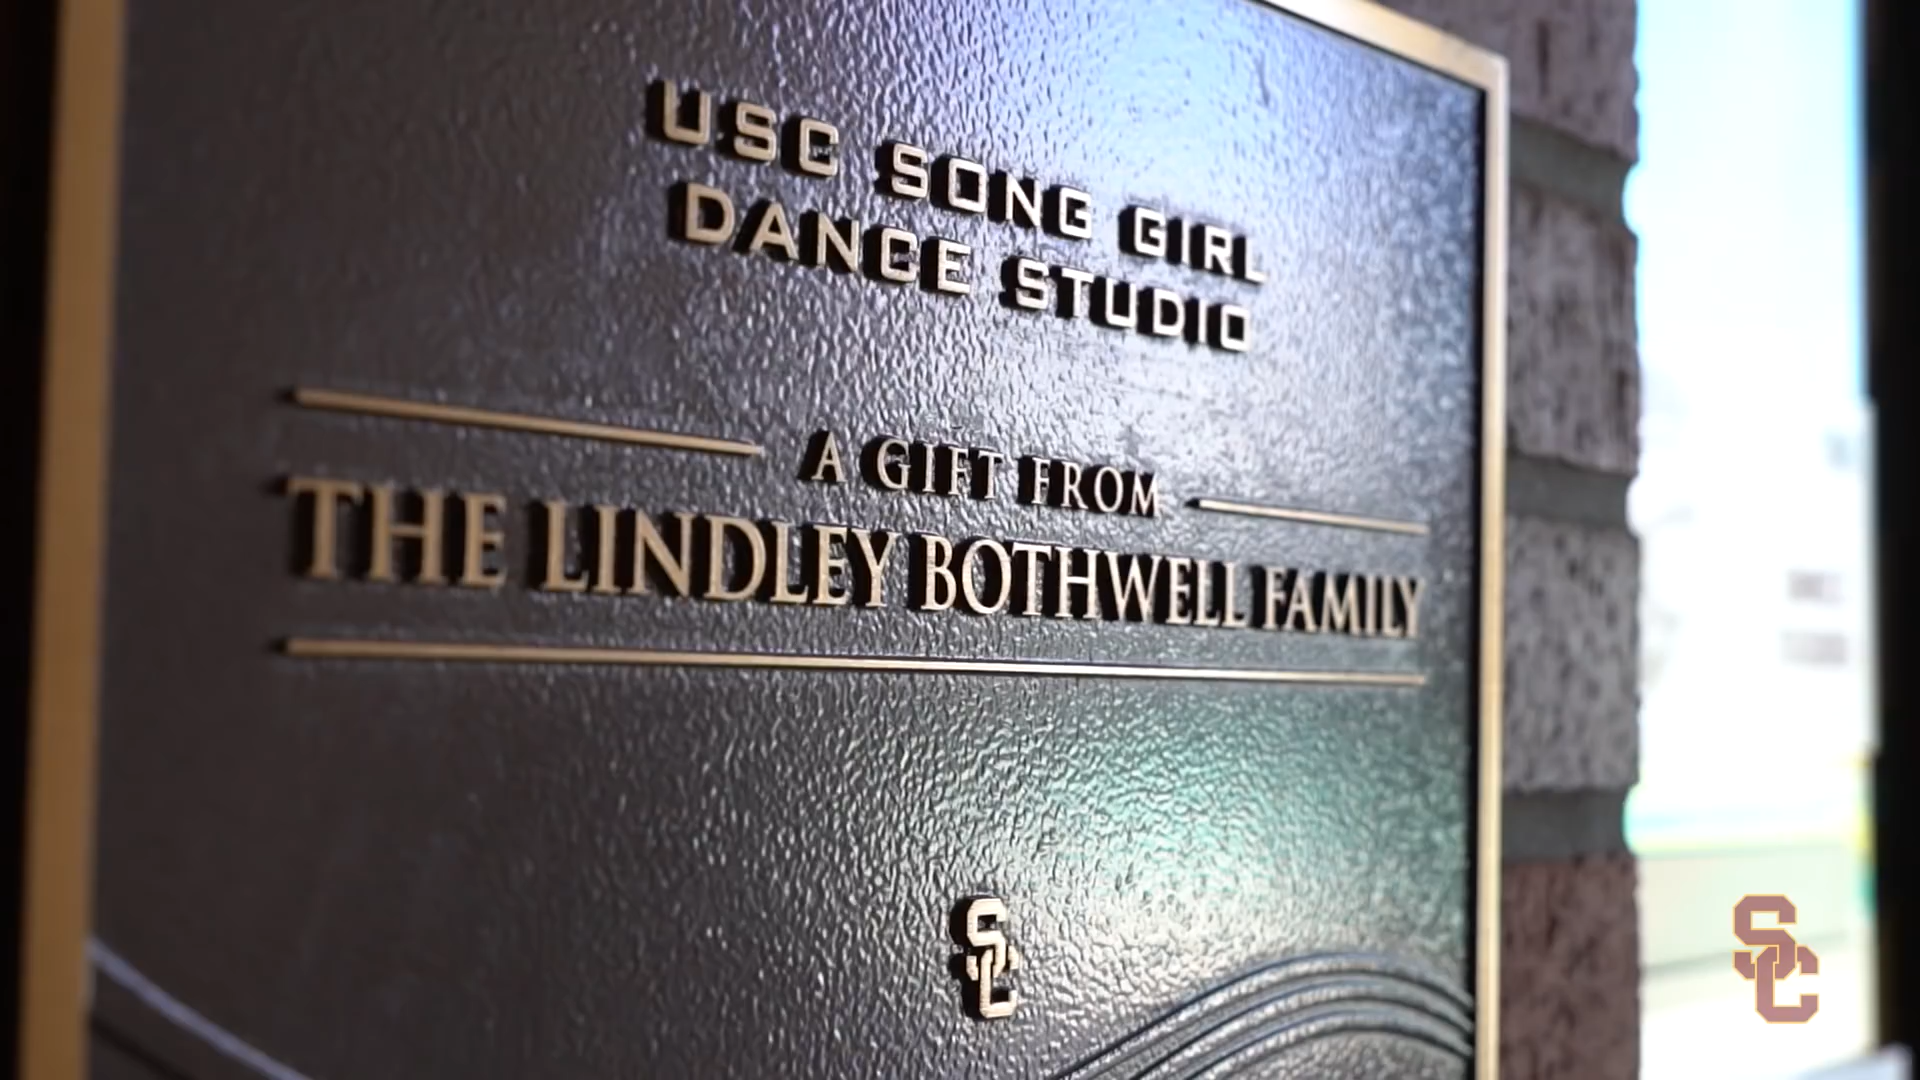 USC SONG GIRL
DANCE STUDIO
A GIFT FROM
THE LINDLEY BOTHWELL FAMILY
SC
SC